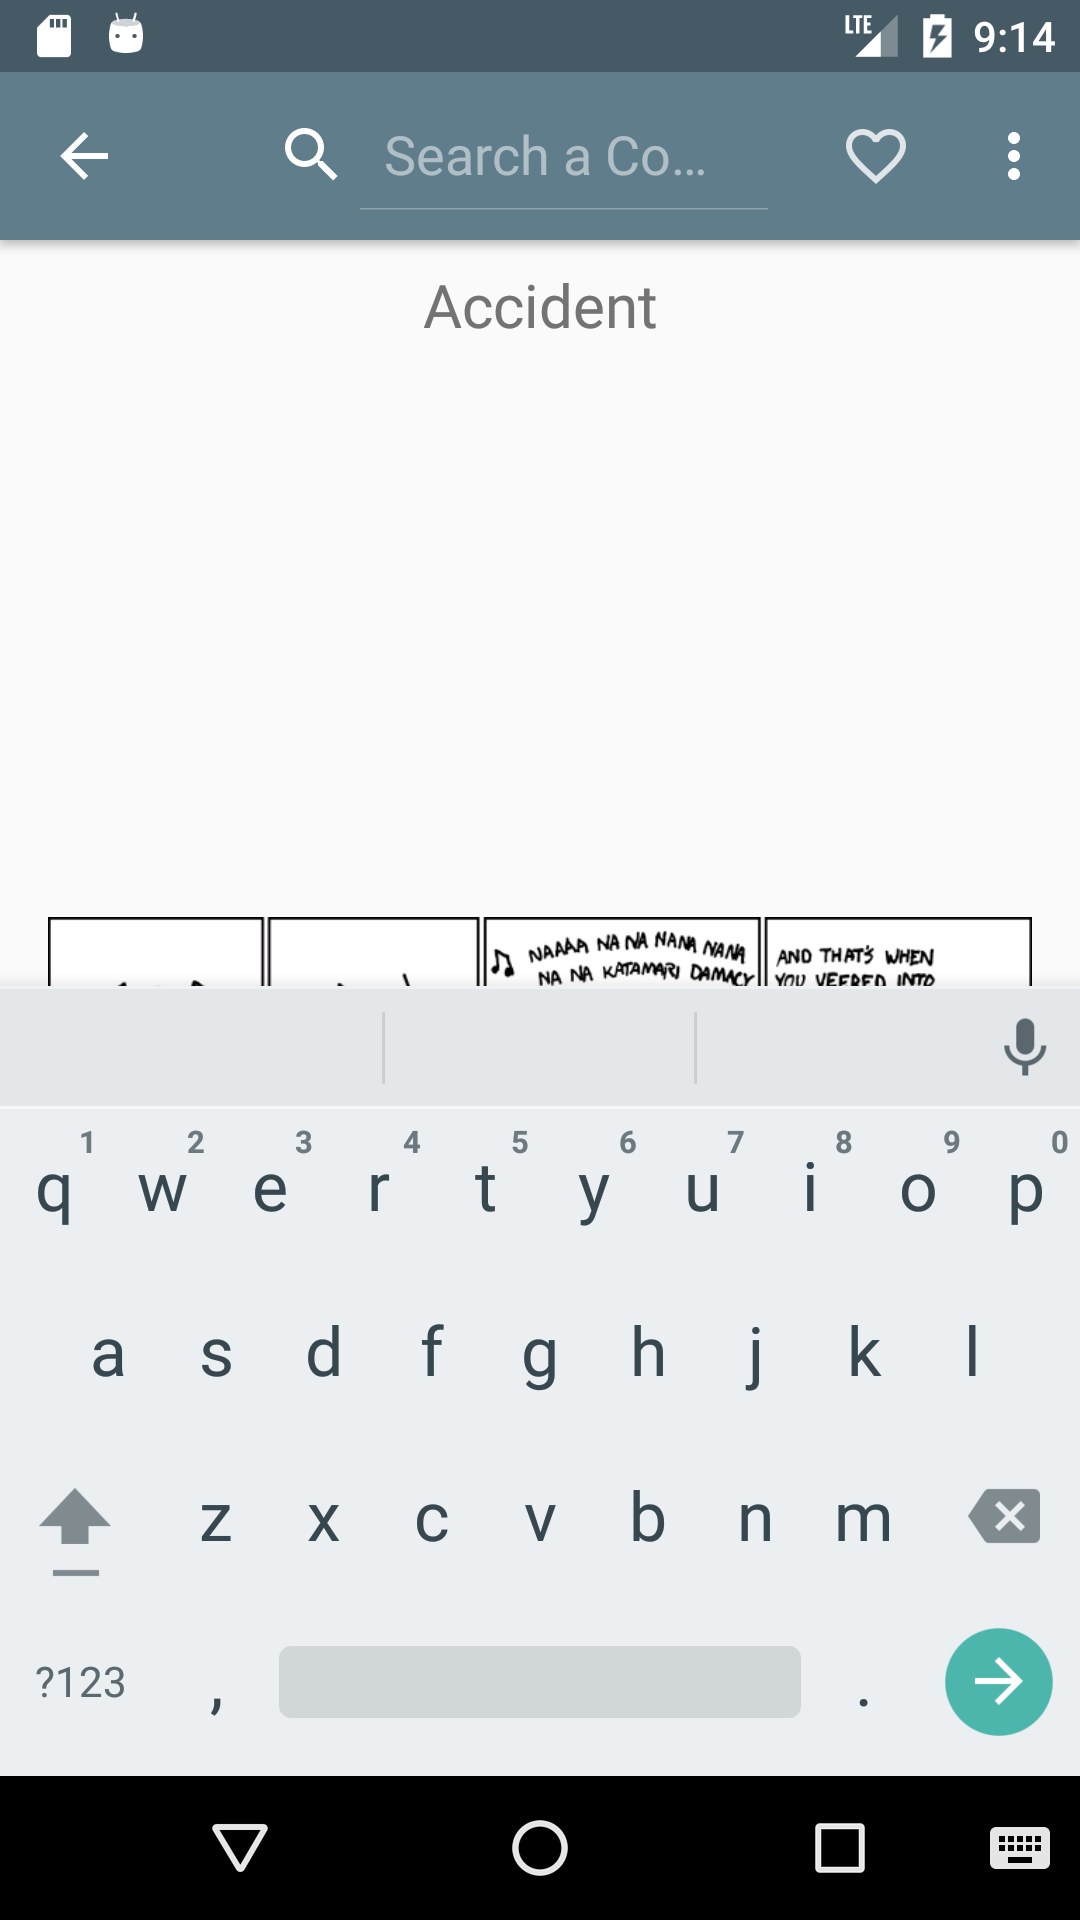 LTE 9:14
Search a Co...
Accident
NAAAA NA NA NANA NANA
NA NA KATAMARI DAMACY
AND THAT'S WHEN
YOU VEERED INTO
1 2 3 4 5 6 7 8 9 0
q w e r t y u i o p
a s d f g h j k l
z x c v b n m
?123 , .